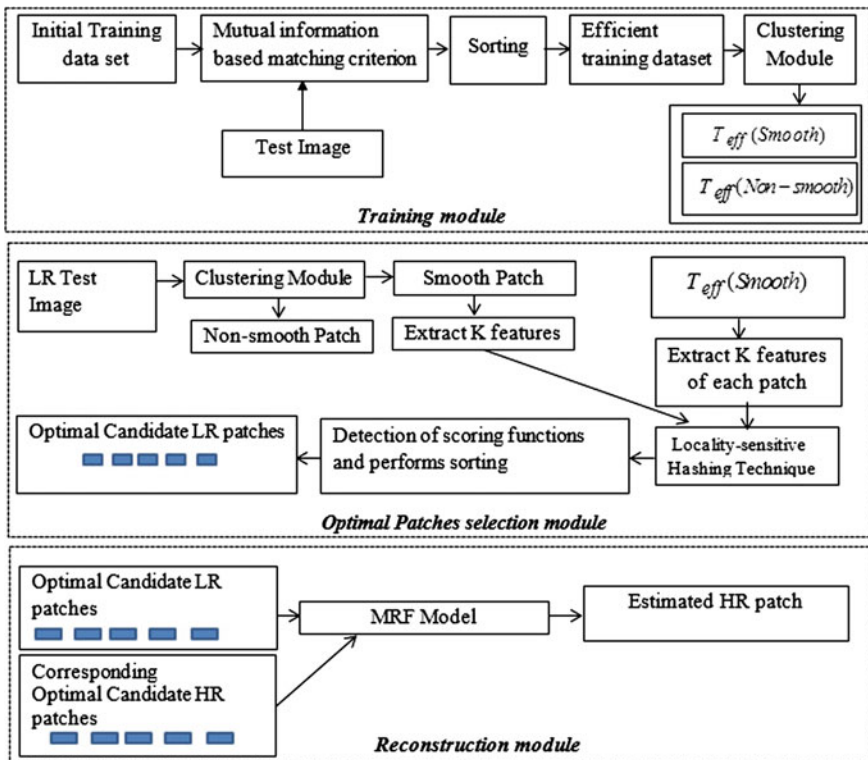 Initial Training
data set
Mutual information
based matching criterion
Sorting
Efficient
training dataset
Clustering
Module
Test Image
T eff (Smooth)
T eff (Non – smooth)
Training module
LR Test
Image
Clustering Module
Smooth Patch
T eff (Smooth)
Non-smooth Patch
Extract K features
Extract K features
of each patch
Optimal Candidate LR patches
Detection of scoring functions
and performs sorting
Locality-sensitive
Hashing Technique
Optimal Patches selection module
Optimal Candidate LR
patches
MRF Model
Estimated HR patch
Corresponding
Optimal Candidate HR
patches
Reconstruction module